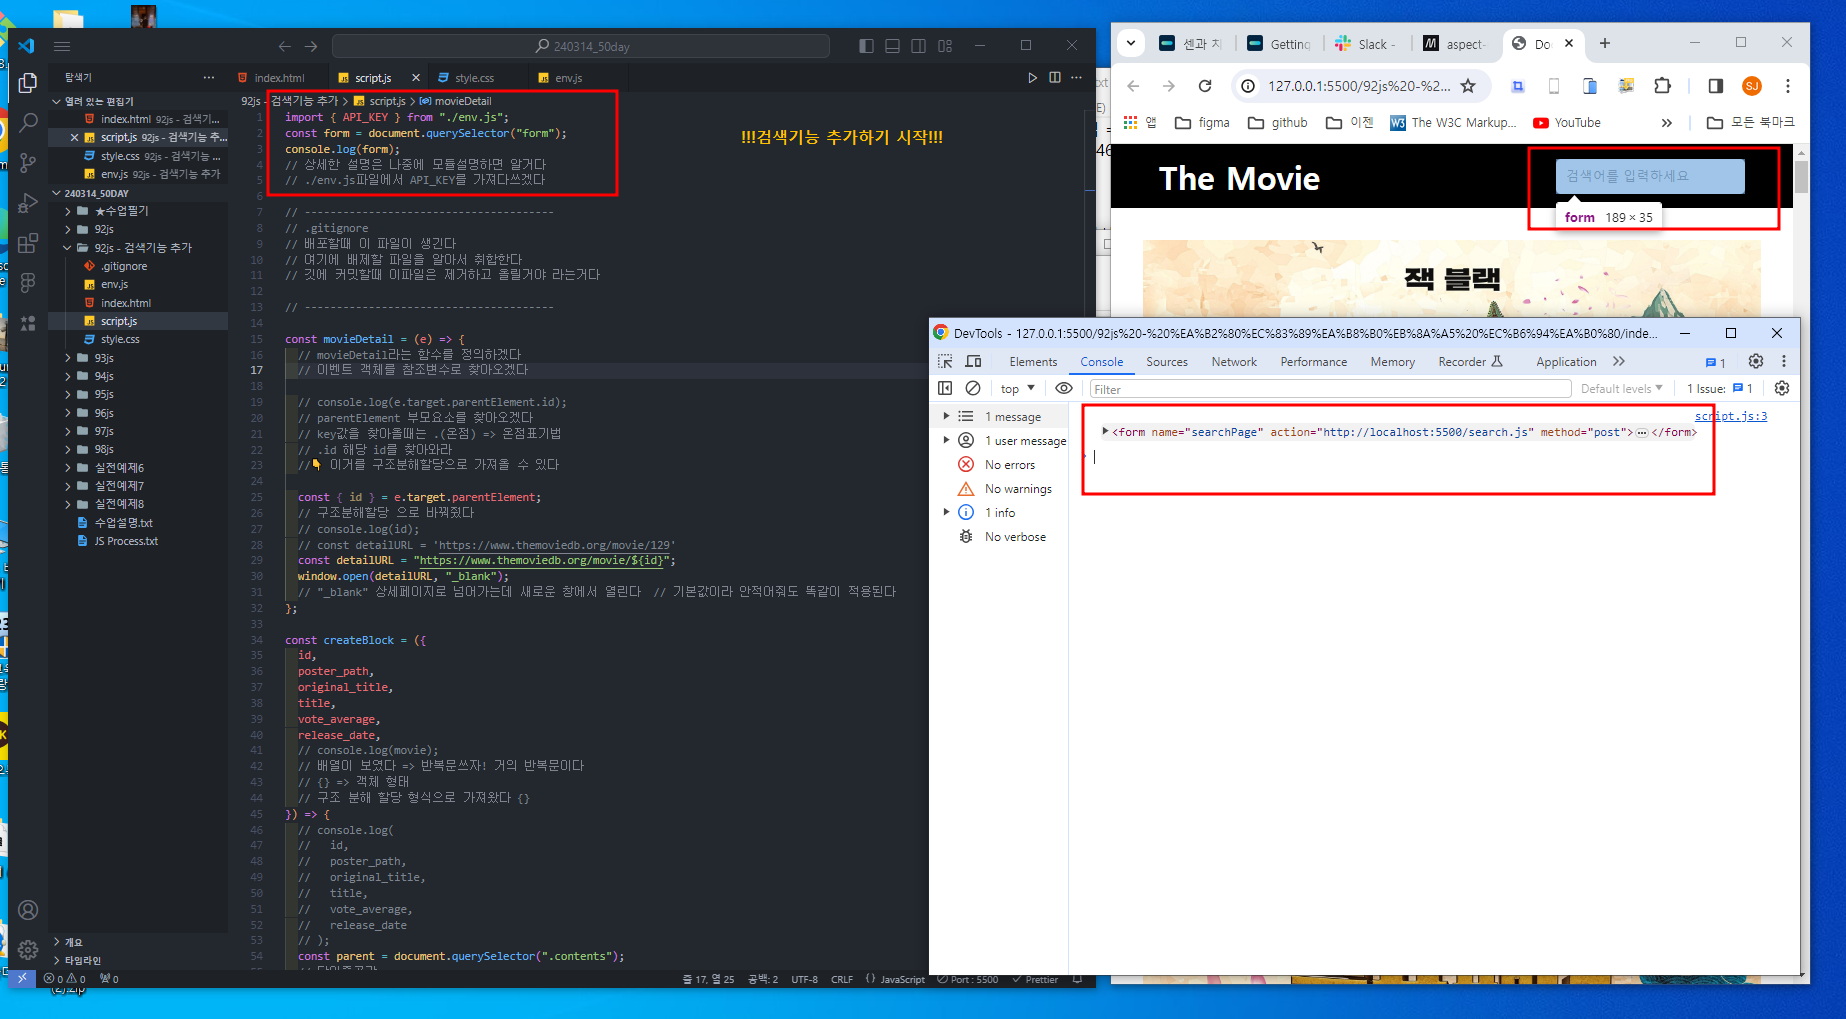 240314_50day
탐색기
index.html
script.js
style.css
env.js
열려 있는 편집기
index.html 92js - 검색기...
script.js 92js - 검색기능 추...
style.css 92js - 검색기능 ...
env.js 92js - 검색기능 추가
240314_50DAY
★수업필기
92js
92js - 검색기능 추가
.gitignore
env.js
index.html
script.js
style.css
93js
94js
95js
96js
97js
98js
실전예제6
실전예제7
실전예제8
수업설명.txt
JS Process.txt
개요
타임라인
92js - 검색기능 추가 > script.js > movieDetail
1 import { API_KEY } from "./env.js";
2 const form = document.querySelector("form");
3 console.log(form);
4 // 상세한 설명은 나중에 모듈설명하면 알거다
5 // ./env.js파일에서 API_KEY를 가져다쓰겠다
6
7 // ---------------------------------------
8 // .gitignore
9 // 배포할때 이 파일이 생긴다
10 // 여기에 배제할 파일을 알아서 취합한다
11 // 깃에 커밋할때 이파일은 제거하고 올릴거야 라는거다
12
13 // ---------------------------------------
14
15 const movieDetail = (e) => {
16 // movieDetail라는 함수를 정의하겠다
17 // 이벤트 객체를 참조변수로 찾아오겠다
18
19 // console.log(e.target.parentElement.id);
20 // parentElement 부모요소를 찾아오겠다
21 // key값을 찾아올때는 .(온점) => 온점표기법
22 // .id 해당 id를 찾아와라
23 //👇 이거를 구조분해할당으로 가져올 수 있다
24
25 const { id } = e.target.parentElement;
26 // 구조분해할당 으로 바꿔줬다
27 // console.log(id);
28 // const detailURL = 'https://www.themoviedb.org/movie/129'
29 const detailURL = "https://www.themoviedb.org/movie/${id}";
30 window.open(detailURL, "_blank");
31 // "_blank" 상세페이지로 넘어가는데 새로운 창에서 열린다 // 기본값이라 안적어줘도 똑같이 적용된다
32 };
33
34 const createBlock = ({
35 id,
36 poster_path,
37 original_title,
38 title,
39 vote_average,
40 release_date,
41 // console.log(movie);
42 // 배열이 보였다 => 반복문쓰자! 거의 반복문이다
43 // {} => 객체 형태
44 // 구조 분해 할당 형식으로 가져왔다 {}
45 }) => {
46 // console.log(
47 // id,
48 // poster_path,
49 // original_title,
50 // title,
51 // vote_average,
52 // release_date
53 // );
54 const parent = document.querySelector(".contents");
!!!검색기능 추가하기 시작!!!
0 0 0
줄 17, 열 25 공백: 2 UTF-8 CRLF {} JavaScript Port : 5500 Prettier
(2).zip
센과 치
Getting
Slack -
aspect-
Do
127.0.0.1:5500/92js%20-%2...
SJ
앱 figma github 이젠 The W3C Markup... YouTube 모든 북마크
The Movie
검색어를 입력하세요
form 189 × 35
잭 블랙
DevTools - 127.0.0.1:5500/92js%20-%20%EA%B2%80%EC%83%89%EA%B8%B0%EB%8A%A5%20%EC%B6%94%EA%B0%80/inde...
Elements Console Sources Network Performance Memory Recorder Application 1
top Filter Default levels 1 Issue: 1
1 message
1 user message
No errors
No warnings
1 info
No verbose
script.js:3
<form name="searchPage" action="http://localhost:5500/search.js" method="post">…</form>